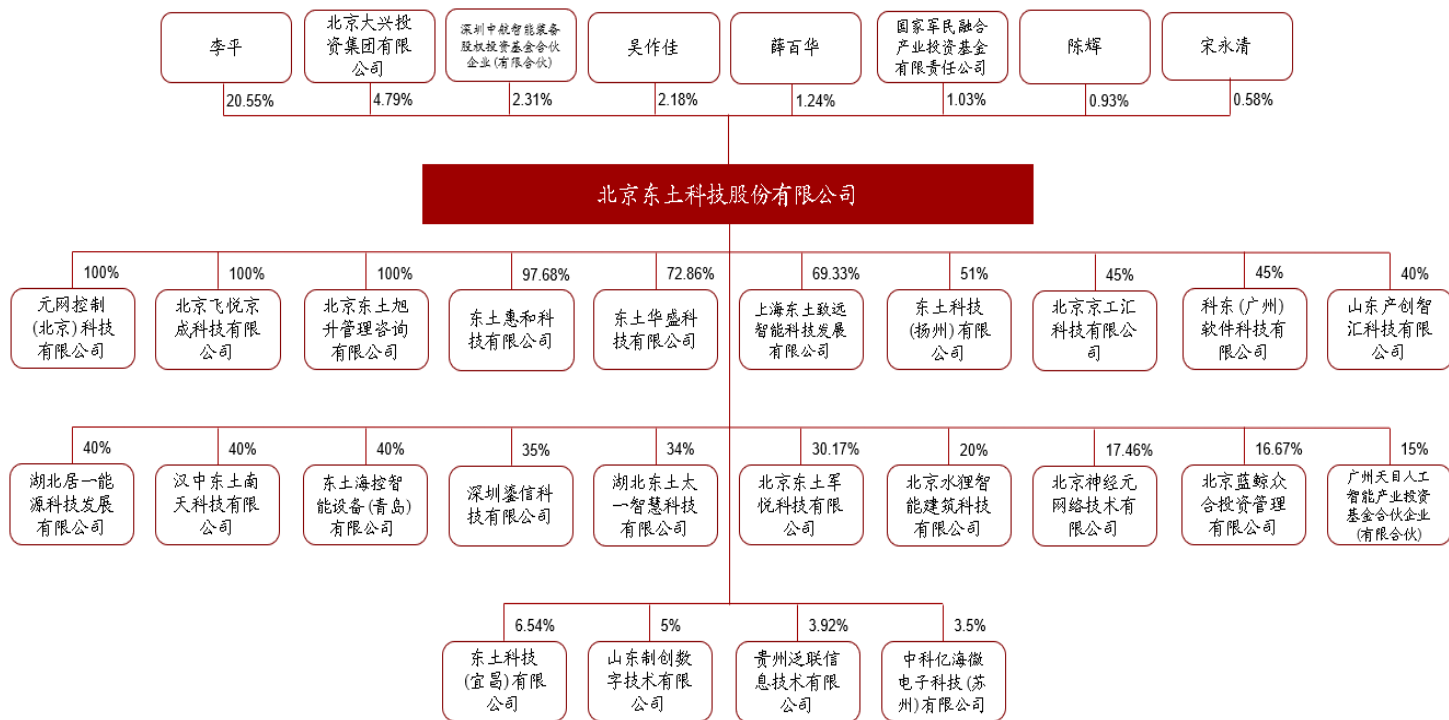 李平
北京大兴投
资集团有限
公司
深圳中航智能装备
股权投资基金合伙
企业(有限合伙)
吴作佳
薛百华
国家军民融合
产业投资基金
有限责任公司
陈辉
宋永清
20.55%
4.79%
2.31%
2.18%
1.24%
1.03%
0.93%
0.58%
北京东土科技股份有限公司
100%
100%
100%
97.68%
72.86%
69.33%
51%
45%
45%
40%
元网控制
(北京)科技
有限公司
北京飞悦京
成科技有限
公司
北京东土旭
升管理咨询
有限公司
东土惠和科
技有限公司
东土华盛科
技有限公司
上海东土致远
智能科技发展
有限公司
东土科技
(扬州)有限
公司
北京京工汇
科技有限公
司
科东(广州)
软件科技有
限公司
山东产创智
汇科技有限
公司
40%
40%
40%
35%
34%
30.17%
20%
17.46%
16.67%
15%
湖北居一能
源科技发展
有限公司
汉中东土南
天科技有限
公司
东土海控智
能设备(青岛)
有限公司
深圳鎏信科
技有限公司
湖北东土太
一智慧科技
有限公司
北京东土军
悦科技有限
公司
北京水狸智
能建筑科技
有限公司
北京神经元
网络技术有
限公司
北京蓝鲸众
合投资管理
有限公司
广州天目人工
智能产业投资
基金合伙企业
(有限合伙)
6.54%
5%
3.92%
3.5%
东土科技
(宜昌)有限
公司
山东制创数
字技术有限
公司
贵州泛联信
息技术有限
公司
中科亿海微
电子科技(苏
州)有限公司